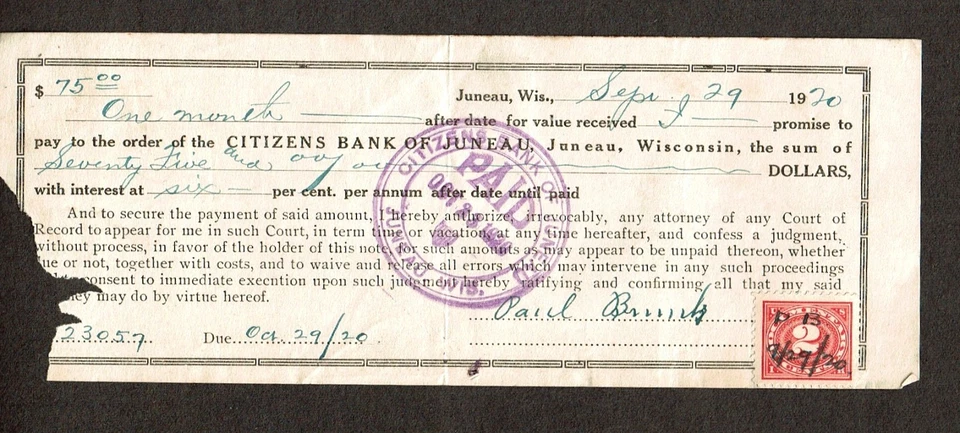 $ 75.00 Juneau, Wis., Sept. 29 1920
One month after date for value received I promise to
pay to the order of the CITIZENS BANK OF JUNEAU, Juneau, Wisconsin, the sum of
Seventy Five and 00/ DOLLARS,
with interest at six per cent. per annum after date until paid
And to secure the payment of said amount, I hereby authorize, irrevocably, any attorney of any Court of
Record to appear for me in such Court, in term time or vacation, at any time hereafter, and confess a judgment,
without process, in favor of the holder of this note, for such amounts as may appear to be unpaid thereon, whether
ue or not, together with costs, and to waive and release all errors which may intervene in any such proceedings
consent to immediate execution upon such judgment hereby ratifying and confirming all that my said
ey may do by virtue hereof.
Paul
23057 Due Oct. 29/20
CITIZENS BANK OF JUNEAU
PAID
JUNEAU, WIS.
P B
2